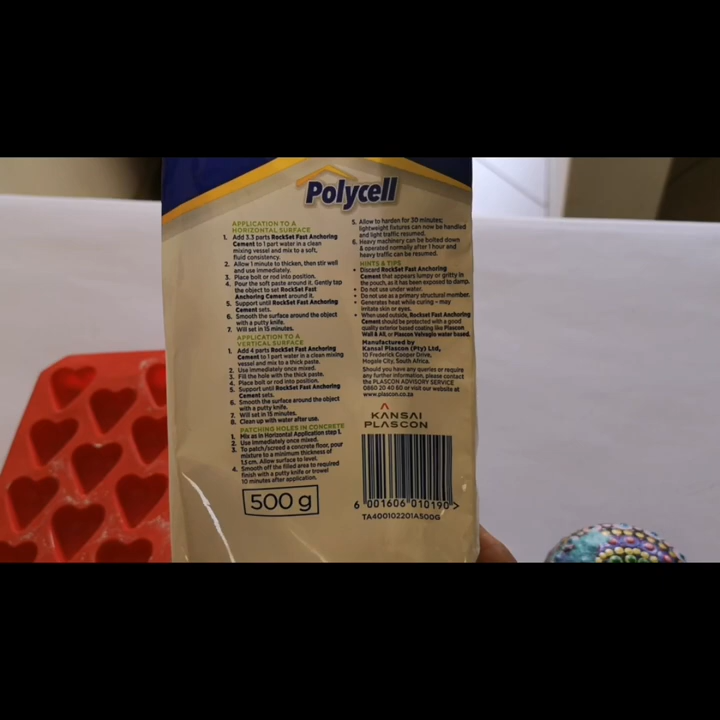 Polycell
APPLICATION TO A
HORIZONTAL SURFACE
1. Add 3.3 parts RockSet Fast Anchoring
Cement to 1 part water in a clean
mixing vessel and mix to a soft,
fluid consistency.
2. Allow 1 minute to thicken, then stir well
and use immediately.
3. Place bolt or rod into position.
4. Pour the soft paste around it. Gently tap
the object to set RockSet Fast
Anchoring Cement around it.
5. Support until RockSet Fast Anchoring
Cement sets.
6. Smooth the surface around the object
with a putty knife.
7. Will set in 15 minutes.
APPLICATION TO A
VERTICAL SURFACE
1. Add 4 parts RockSet Fast Anchoring
Cement to 1 part water in a clean mixing
vessel and mix to a thick paste.
2. Use immediately once mixed.
3. Fill the hole with the thick paste.
4. Place bolt or rod into position.
5. Support until RockSet Fast Anchoring
Cement sets.
6. Smooth the surface around the object
with a putty knife.
7. Will set in 15 minutes.
8. Clean up with water after use.
PATCHING HOLES IN CONCRETE
1. Mix as in Horizontal Application step 1.
2. Use immediately once mixed.
3. To patch/screed a concrete floor, pour
mixture to a minimum thickness of
1,5 cm. Allow surface to level.
4. Smooth off the filled area to required
finish with a putty knife or trowel
10 minutes after application.
500 g
5. Allow to harden for 30 minutes;
lightweight fixtures can now be handled
and light traffic resumed.
6. Heavy machinery can be bolted down
& operated normally after 1 hour and
heavy traffic can be resumed.
HINTS & TIPS
• Discard RockSet Fast Anchoring
Cement that appears lumpy or gritty in
the pouch, as it has been exposed to damp.
• Do not use under water.
• Do not use as a primary structural member.
• Generates heat while curing – may
irritate skin or eyes.
• When used outside, Rockset Fast Anchoring
Cement should be protected with a good
quality exterior based coating like Plascon
Wall & All, or Plascon Velvaglo water based.
Manufactured by
Kansai Plascon (Pty) Ltd,
10 Frederick Cooper Drive,
Mogale City, South Africa.
Should you have any queries or require
any further information, please contact
the PLASCON ADVISORY SERVICE
0860 20 40 60 or visit our website at
www.plascon.co.za
KANSAI
PLASCON
6 001606 010190 >
TA400102201A500G